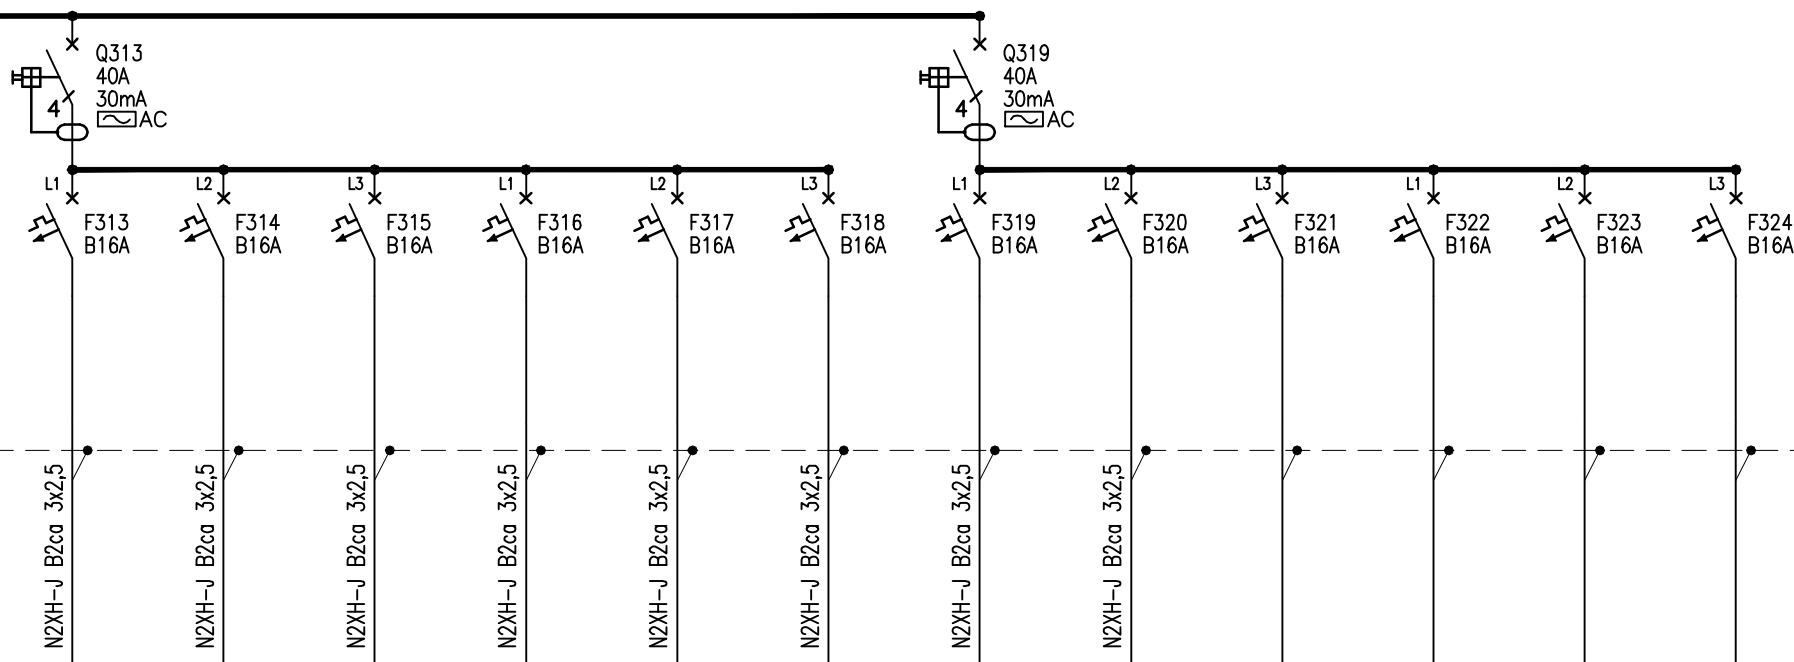 Q313
40A
30mA
AC
4
Q319
40A
30mA
AC
4
L1
L2
L3
L1
L2
L3
L1
L2
L3
L1
L2
L3
F313
B16A
F314
B16A
F315
B16A
F316
B16A
F317
B16A
F318
B16A
F319
B16A
F320
B16A
F321
B16A
F322
B16A
F323
B16A
F324
B16A
N2XH-J B2ca 3x2,5
N2XH-J B2ca 3x2,5
N2XH-J B2ca 3x2,5
N2XH-J B2ca 3x2,5
N2XH-J B2ca 3x2,5
N2XH-J B2ca 3x2,5
N2XH-J B2ca 3x2,5
N2XH-J B2ca 3x2,5